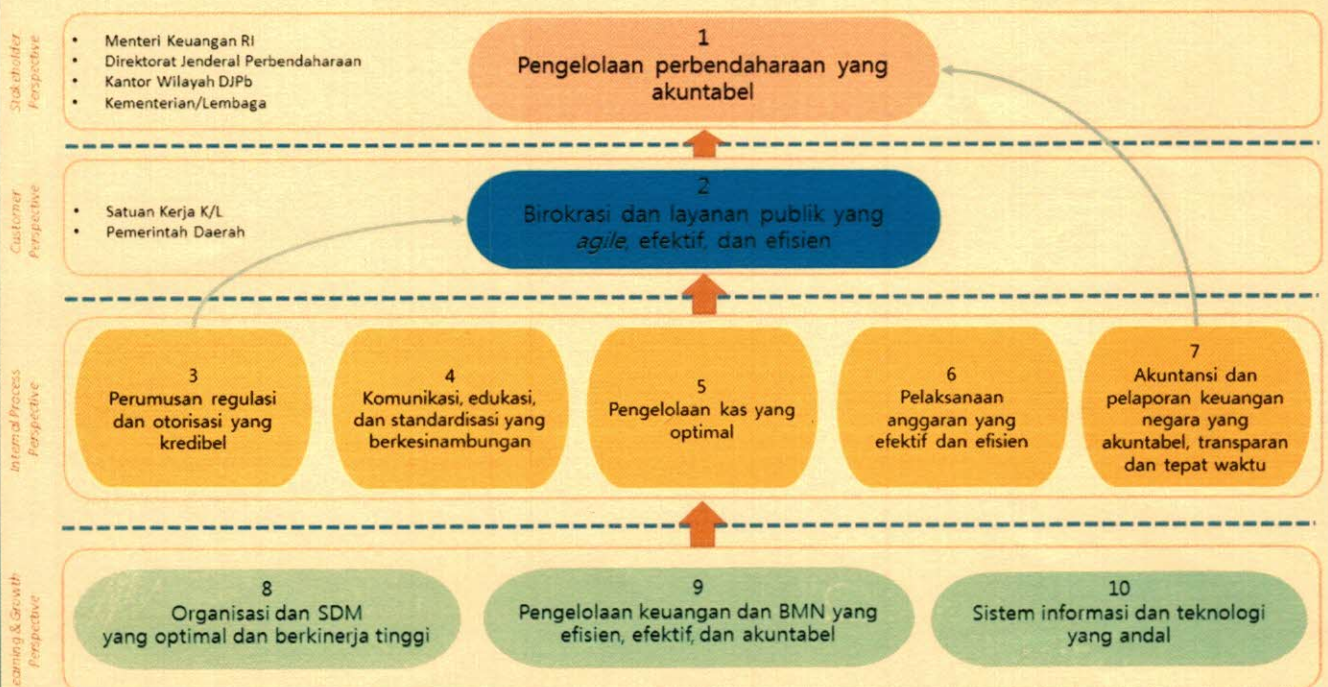 Stakeholder
Perspective
• Menteri Keuangan RI
• Direktorat Jenderal Perbendaharaan
• Kantor Wilayah DJPb
• Kementerian/Lembaga
1
Pengelolaan perbendaharaan yang
akuntabel
Customer
Perspective
• Satuan Kerja K/L
• Pemerintah Daerah
2
Birokrasi dan layanan publik yang
agile, efektif, dan efisien
Internal Process
Perspective
3
Perumusan regulasi
dan otorisasi yang
kredibel
4
Komunikasi, edukasi,
dan standardisasi yang
berkesinambungan
5
Pengelolaan kas yang
optimal
6
Pelaksanaan
anggaran yang
efektif dan efisien
7
Akuntansi dan
pelaporan keuangan
negara yang
akuntabel, transparan
dan tepat waktu
earning & Growth
Perspective
8
Organisasi dan SDM
yang optimal dan berkinerja tinggi
9
Pengelolaan keuangan dan BMN yang
efisien, efektif, dan akuntabel
10
Sistem informasi dan teknologi
yang andal